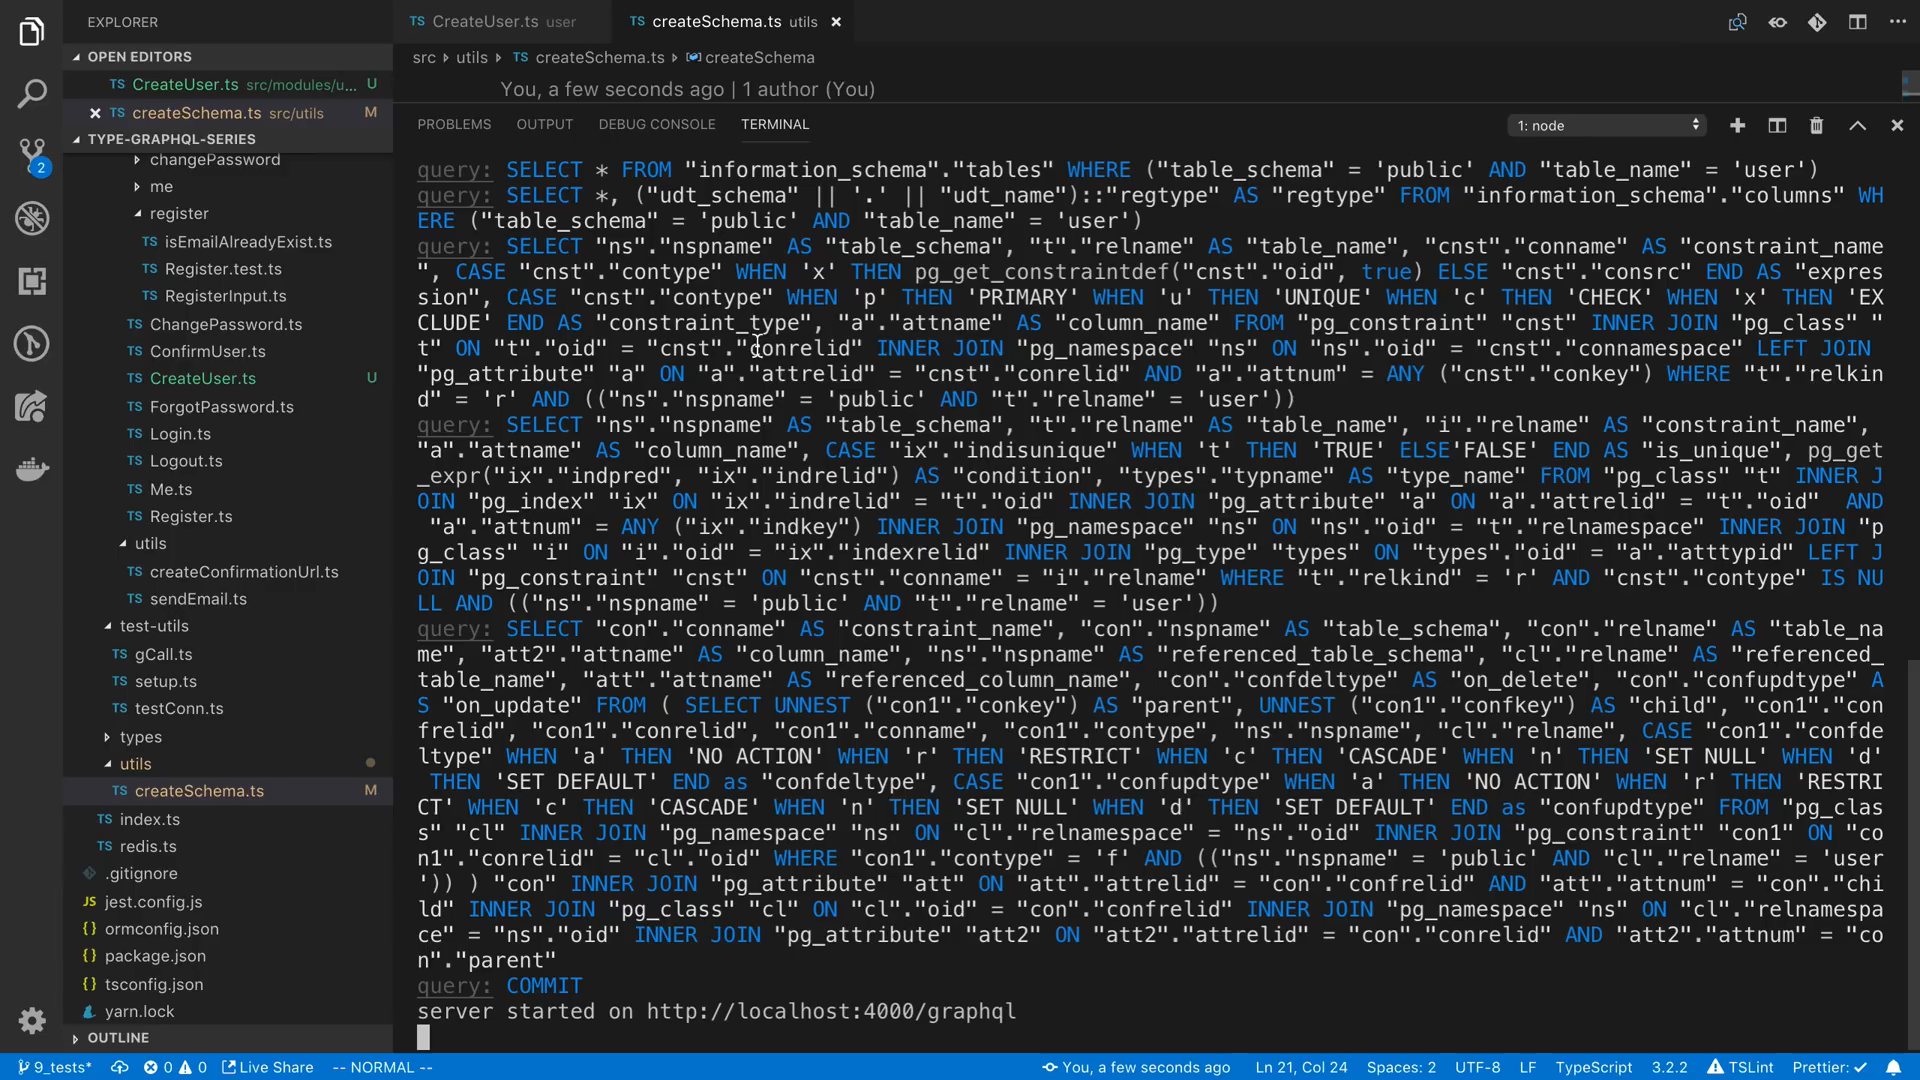 EXPLORER
OPEN EDITORS
TS CreateUser.ts src/modules/u... U
TS createSchema.ts src/utils M
TYPE-GRAPHQL-SERIES
changePassword
me
register
TS isEmailAlreadyExist.ts
TS Register.test.ts
TS RegisterInput.ts
TS ChangePassword.ts
TS ConfirmUser.ts
TS CreateUser.ts U
TS ForgotPassword.ts
TS Login.ts
TS Logout.ts
TS Me.ts
TS Register.ts
utils
TS createConfirmationUrl.ts
TS sendEmail.ts
test-utils
TS gCall.ts
TS setup.ts
TS testConn.ts
types
utils
TS createSchema.ts M
TS index.ts
TS redis.ts
.gitignore
JS jest.config.js
{} ormconfig.json
{} package.json
{} tsconfig.json
yarn.lock
OUTLINE
2
TS CreateUser.ts user
TS createSchema.ts utils
src utils TS createSchema.ts createSchema
You, a few seconds ago | 1 author (You)
PROBLEMS OUTPUT DEBUG CONSOLE TERMINAL
1: node
query: SELECT * FROM "information_schema"."tables" WHERE ("table_schema" = 'public' AND "table_name" = 'user')
query: SELECT *, ("udt_schema" || '.' || "udt_name")::"regtype" AS "regtype" FROM "information_schema"."columns" WH
ERE ("table_schema" = 'public' AND "table_name" = 'user')
query: SELECT "ns"."nspname" AS "table_schema", "t"."relname" AS "table_name", "cnst"."conname" AS "constraint_name
", CASE "cnst"."contype" WHEN 'x' THEN pg_get_constraintdef("cnst"."oid", true) ELSE "cnst"."consrc" END AS "expres
sion", CASE "cnst"."contype" WHEN 'p' THEN 'PRIMARY' WHEN 'u' THEN 'UNIQUE' WHEN 'c' THEN 'CHECK' WHEN 'x' THEN 'EX
CLUDE' END AS "constraint_type", "a"."attname" AS "column_name" FROM "pg_constraint" "cnst" INNER JOIN "pg_class" "
t" ON "t"."oid" = "cnst"."conrelid" INNER JOIN "pg_namespace" "ns" ON "ns"."oid" = "cnst"."connamespace" LEFT JOIN
"pg_attribute" "a" ON "a"."attrelid" = "cnst"."conrelid" AND "a"."attnum" = ANY ("cnst"."conkey") WHERE "t"."relkin
d" = 'r' AND (("ns"."nspname" = 'public' AND "t"."relname" = 'user'))
query: SELECT "ns"."nspname" AS "table_schema", "t"."relname" AS "table_name", "i"."relname" AS "constraint_name",
"a"."attname" AS "column_name", CASE "ix"."indisunique" WHEN 't' THEN 'TRUE' ELSE'FALSE' END AS "is_unique", pg_get
_expr("ix"."indpred", "ix"."indrelid") AS "condition", "types"."typname" AS "type_name" FROM "pg_class" "t" INNER J
OIN "pg_index" "ix" ON "ix"."indrelid" = "t"."oid" INNER JOIN "pg_attribute" "a" ON "a"."attrelid" = "t"."oid" AND
"a"."attnum" = ANY ("ix"."indkey") INNER JOIN "pg_namespace" "ns" ON "ns"."oid" = "t"."relnamespace" INNER JOIN "p
g_class" "i" ON "i"."oid" = "ix"."indexrelid" INNER JOIN "pg_type" "types" ON "types"."oid" = "a"."atttypid" LEFT J
OIN "pg_constraint" "cnst" ON "cnst"."conname" = "i"."relname" WHERE "t"."relkind" = 'r' AND "cnst"."contype" IS NU
LL AND (("ns"."nspname" = 'public' AND "t"."relname" = 'user'))
query: SELECT "con"."conname" AS "constraint_name", "con"."nspname" AS "table_schema", "con"."relname" AS "table_na
me", "att2"."attname" AS "column_name", "ns"."nspname" AS "referenced_table_schema", "cl"."relname" AS "referenced_
table_name", "att"."attname" AS "referenced_column_name", "con"."confdeltype" AS "on_delete", "con"."confupdtype" A
S "on_update" FROM ( SELECT UNNEST ("con1"."conkey") AS "parent", UNNEST ("con1"."confkey") AS "child", "con1"."con
frelid", "con1"."conrelid", "con1"."conname", "con1"."contype", "ns"."nspname", "cl"."relname", CASE "con1"."confde
ltype" WHEN 'a' THEN 'NO ACTION' WHEN 'r' THEN 'RESTRICT' WHEN 'c' THEN 'CASCADE' WHEN 'n' THEN 'SET NULL' WHEN 'd'
THEN 'SET DEFAULT' END as "confdeltype", CASE "con1"."confupdtype" WHEN 'a' THEN 'NO ACTION' WHEN 'r' THEN 'RESTRI
CT' WHEN 'c' THEN 'CASCADE' WHEN 'n' THEN 'SET NULL' WHEN 'd' THEN 'SET DEFAULT' END as "confupdtype" FROM "pg_clas
s" "cl" INNER JOIN "pg_namespace" "ns" ON "cl"."relnamespace" = "ns"."oid" INNER JOIN "pg_constraint" "con1" ON "co
n1"."conrelid" = "cl"."oid" WHERE "con1"."contype" = 'f' AND (("ns"."nspname" = 'public' AND "cl"."relname" = 'user
')) ) "con" INNER JOIN "pg_attribute" "att" ON "att"."attrelid" = "con"."confrelid" AND "att"."attnum" = "con"."chi
ld" INNER JOIN "pg_class" "cl" ON "cl"."oid" = "con"."confrelid" INNER JOIN "pg_namespace" "ns" ON "cl"."relnamespa
ce" = "ns"."oid" INNER JOIN "pg_attribute" "att2" ON "att2"."attrelid" = "con"."conrelid" AND "att2"."attnum" = "co
n"."parent"
query: COMMIT
server started on http://localhost:4000/graphql
9_tests* 0 0 Live Share -- NORMAL -- You, a few seconds ago Ln 21, Col 24 Spaces: 2 UTF-8 LF TypeScript 3.2.2 TSLint Prettier: ✓